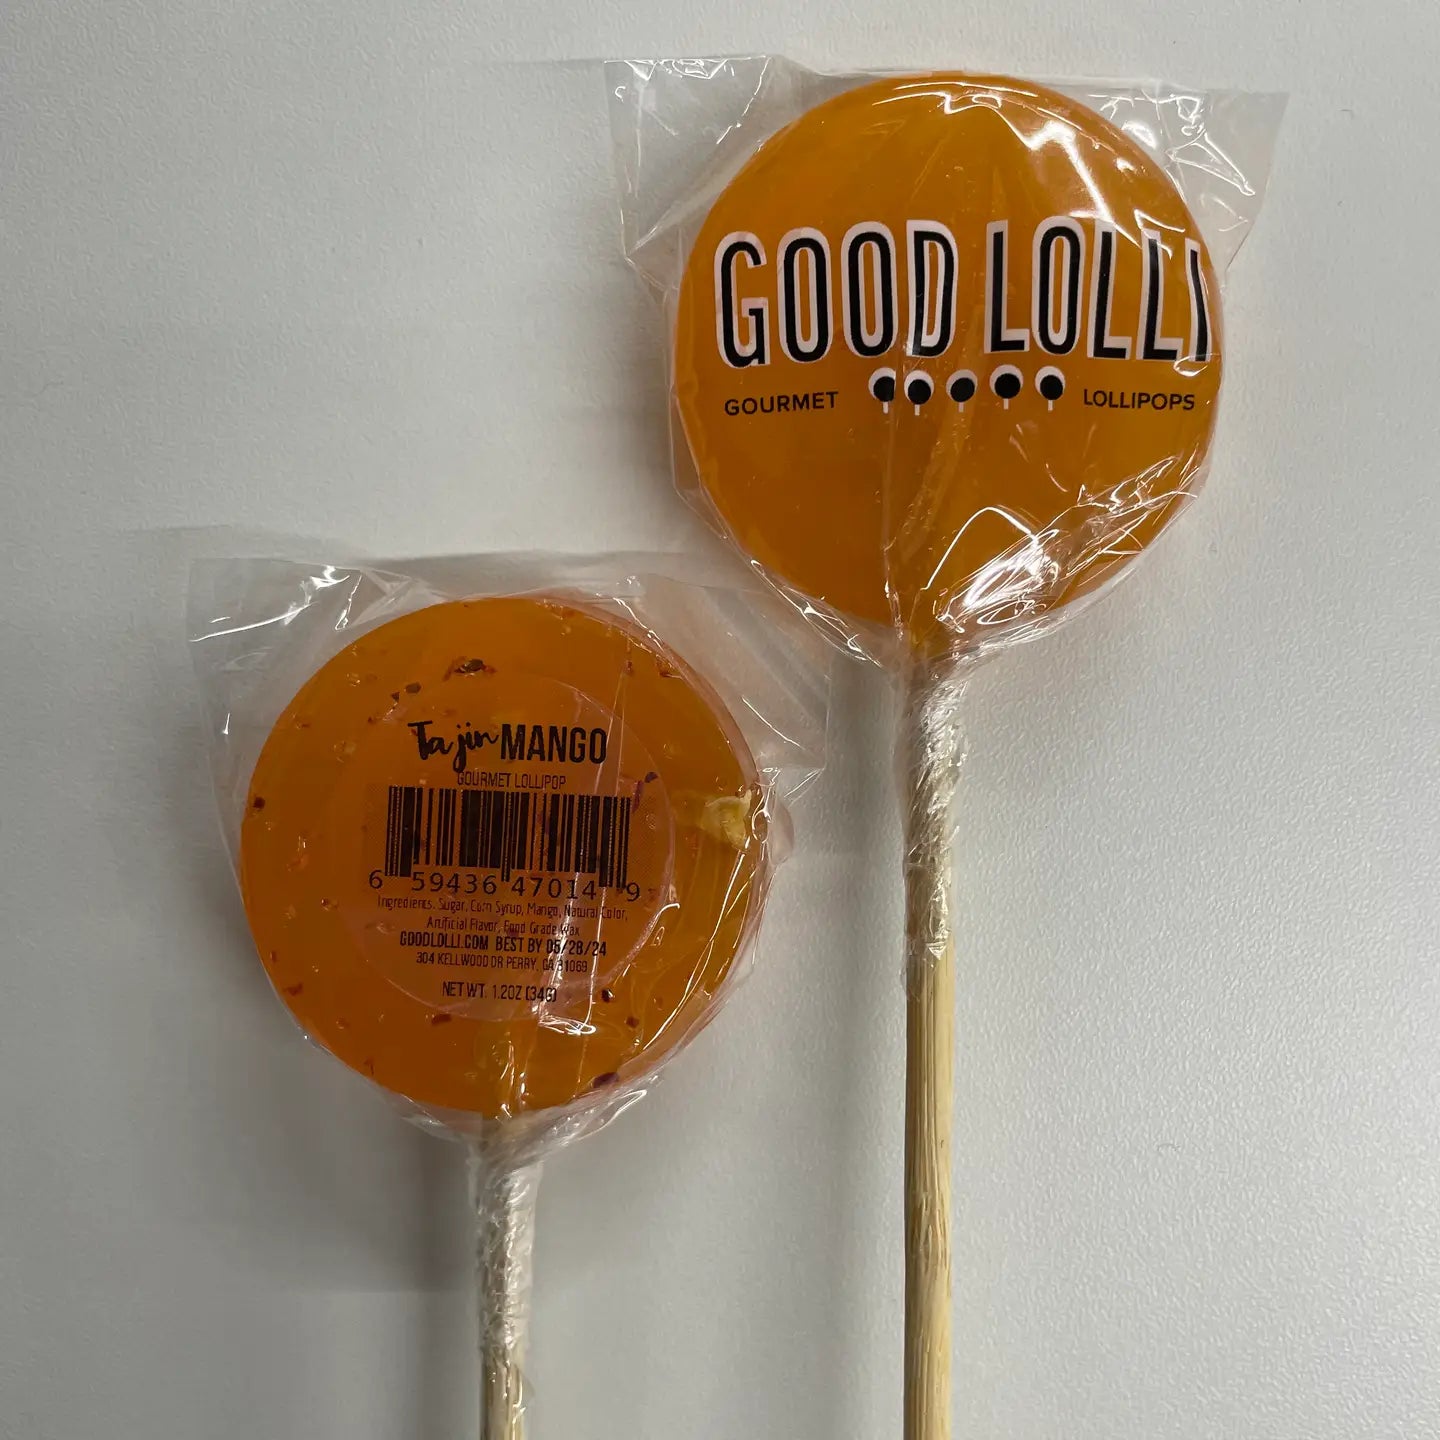 GOOD LOLLI
GOURMET LOLLIPOPS
Tajin MANGO
GOURMET LOLLIPOP
6 59436 47014 9
Ingredients: Sugar, Corn Syrup, Mango, Natural Color,
Artificial Flavor, Food Grade Wax
GOODLOLLI.COM BEST BY 05/28/24
304 KELLWOOD DR PERRY, GA 31069
NET WT. 1.2OZ (34G)